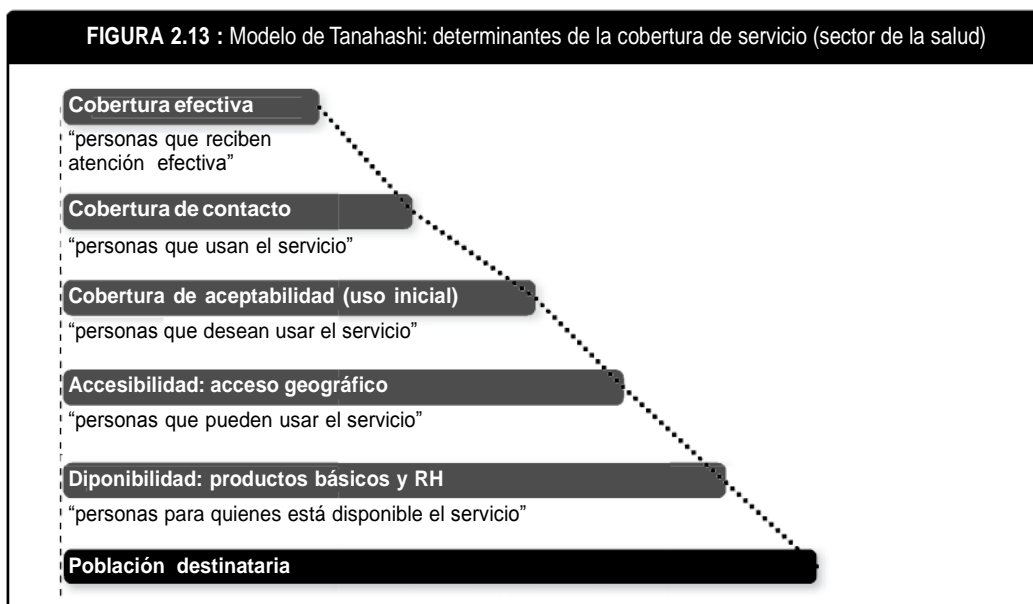 FIGURA 2.13 : Modelo de Tanahashi: determinantes de la cobertura de servicio (sector de la salud)
Cobertura efectiva
“personas que reciben
atención efectiva”
Cobertura de contacto
“personas que usan el servicio”
Cobertura de aceptabilidad (uso inicial)
“personas que desean usar el servicio”
Accesibilidad: acceso geográfico
“personas que pueden usar el servicio”
Diponibilidad: productos básicos y RH
“personas para quienes está disponible el servicio”
Población destinataria